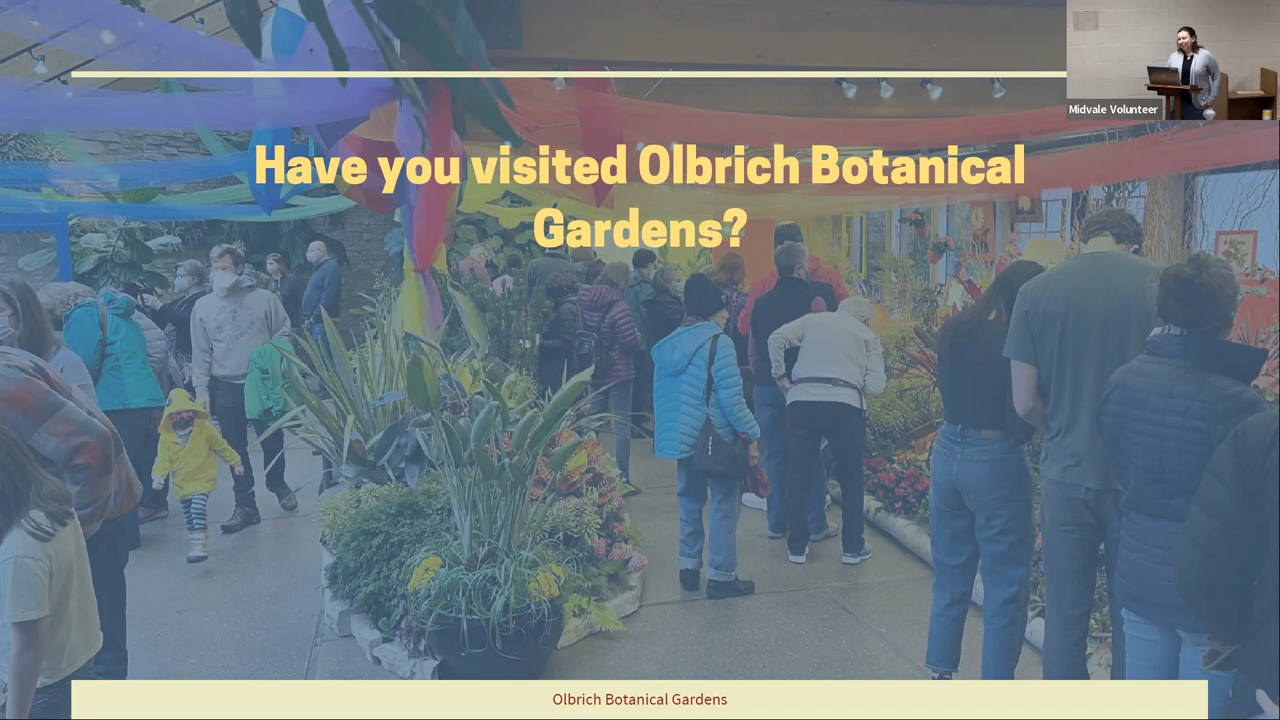 Midvale Volunteer
Have you visited Olbrich Botanical
Gardens?
Olbrich Botanical Gardens